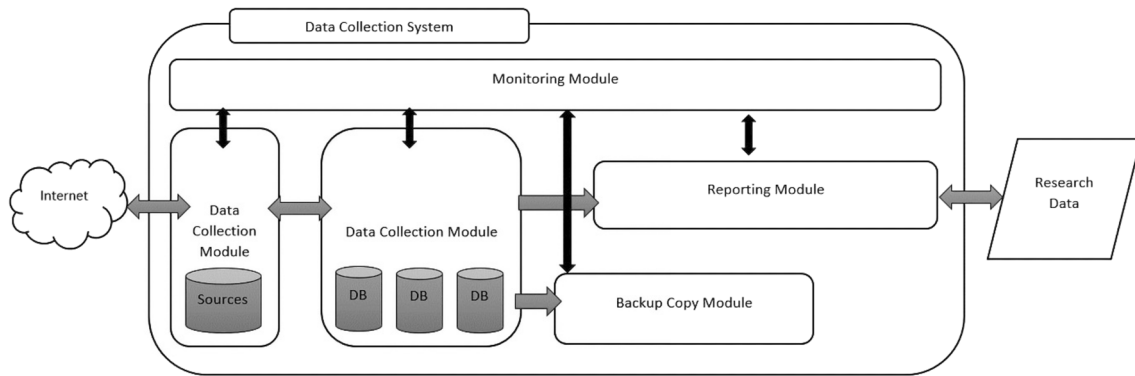 Data Collection System
Monitoring Module
Internet
Data
Collection
Module
Sources
Data Collection Module
DB
DB
DB
Reporting Module
Backup Copy Module
Research
Data